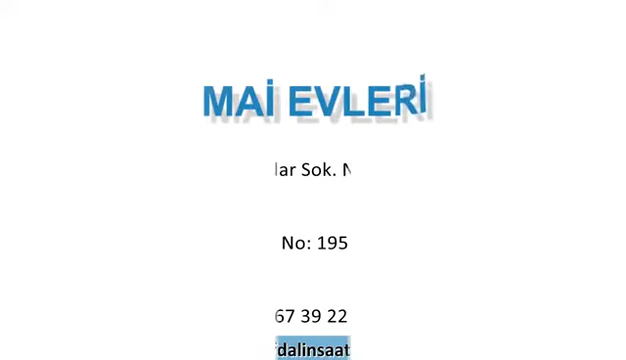 MAİ EVLERİ
lar Sok. N
No: 195
67 39 22
dalinsaat